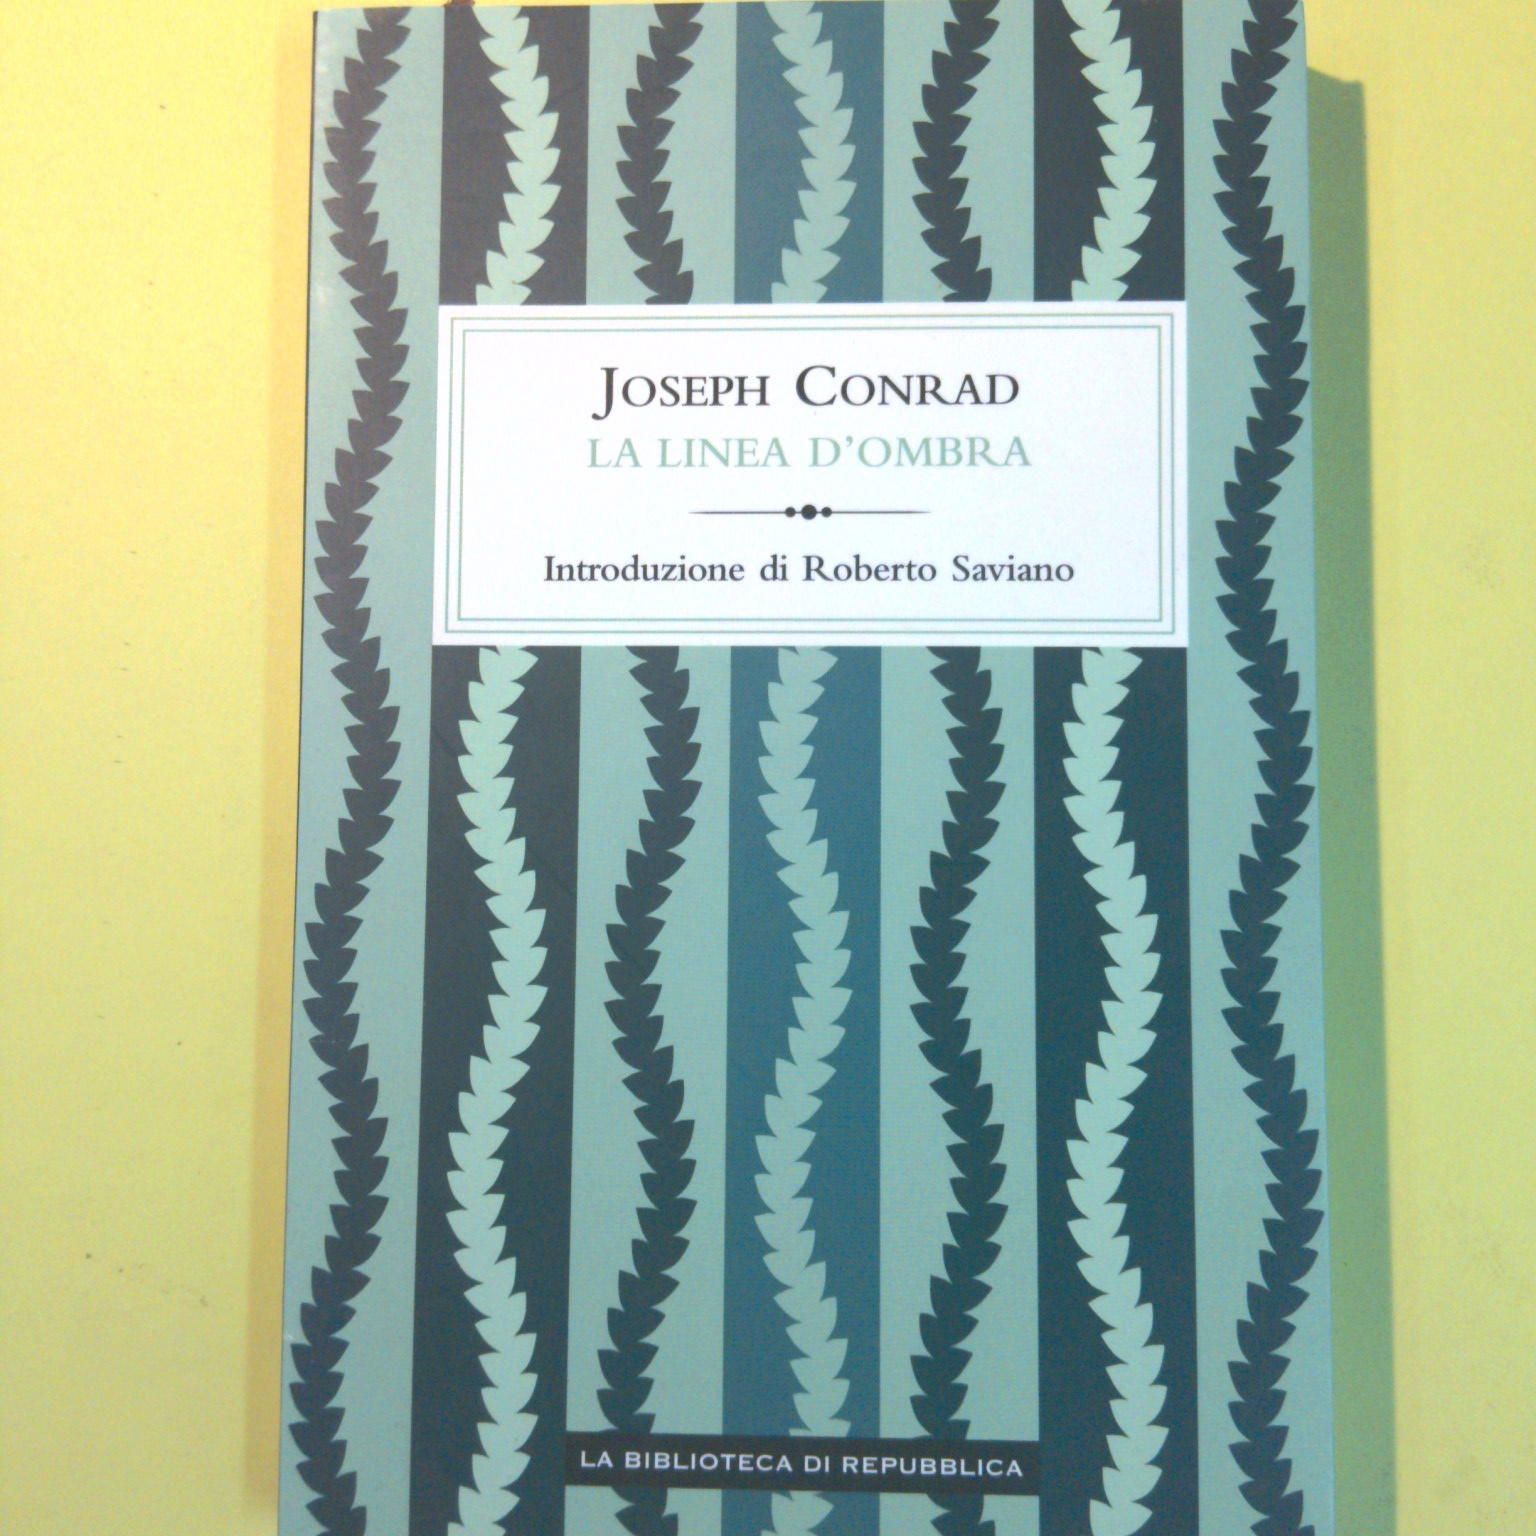 JOSEPH CONRAD
LA LINEA D'OMBRA
Introduzione di Roberto Saviano
LA BIBLIOTECA DI REPUBBLICA